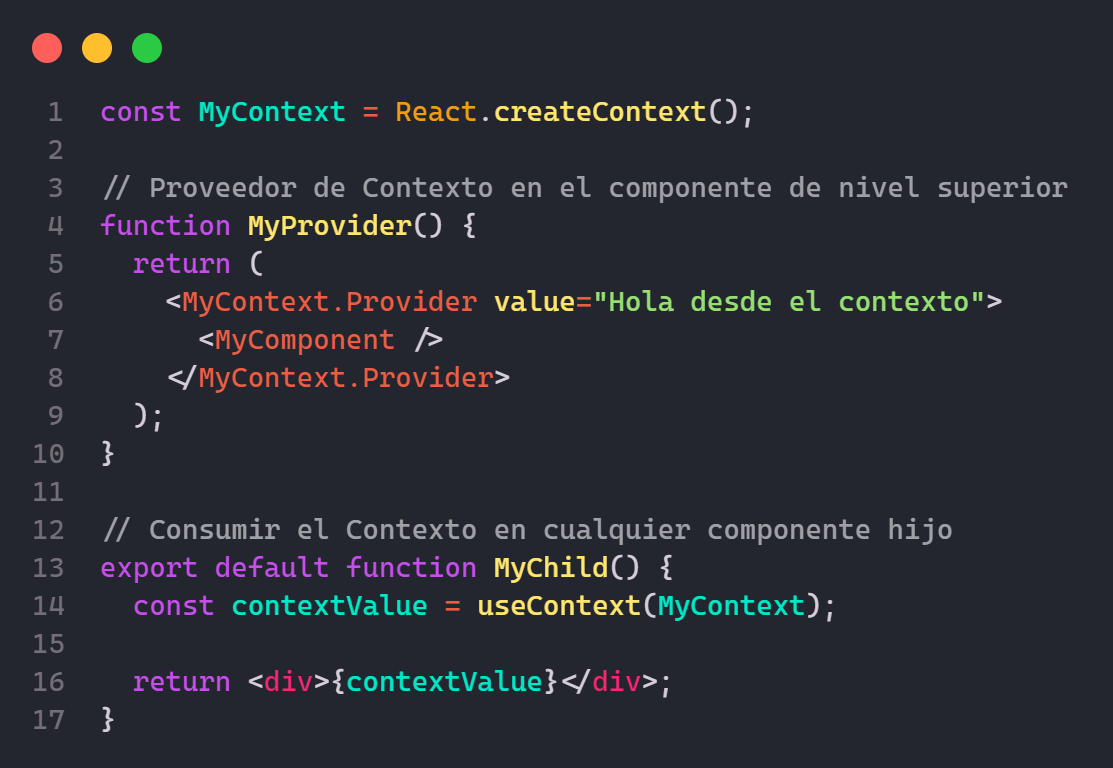 1 const MyContext = React.createContext();
2
3 // Proveedor de Contexto en el componente de nivel superior
4 function MyProvider() {
5   return (
6     <MyContext.Provider value="Hola desde el contexto">
7       <MyComponent />
8     </MyContext.Provider>
9   );
10 }
11
12 // Consumir el Contexto en cualquier componente hijo
13 export default function MyChild() {
14   const contextValue = useContext(MyContext);
15
16   return <div>{contextValue}</div>;
17 }